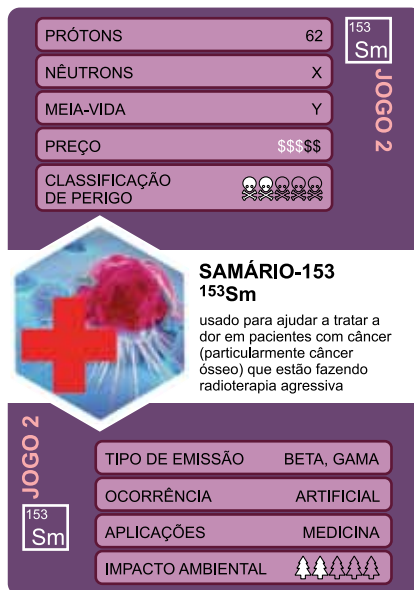 PRÓTONS 62
153
Sm
NÊUTRONS X
JOGO 2
MEIA-VIDA Y
PREÇO $$$$$
CLASSIFICAÇÃO
DE PERIGO
SAMÁRIO-153
¹⁵³Sm
usado para ajudar a tratar a
dor em pacientes com câncer
(particularmente câncer
ósseo) que estão fazendo
radioterapia agressiva
JOGO 2
153
Sm
TIPO DE EMISSÃO BETA, GAMA
OCORRÊNCIA ARTIFICIAL
APLICAÇÕES MEDICINA
IMPACTO AMBIENTAL